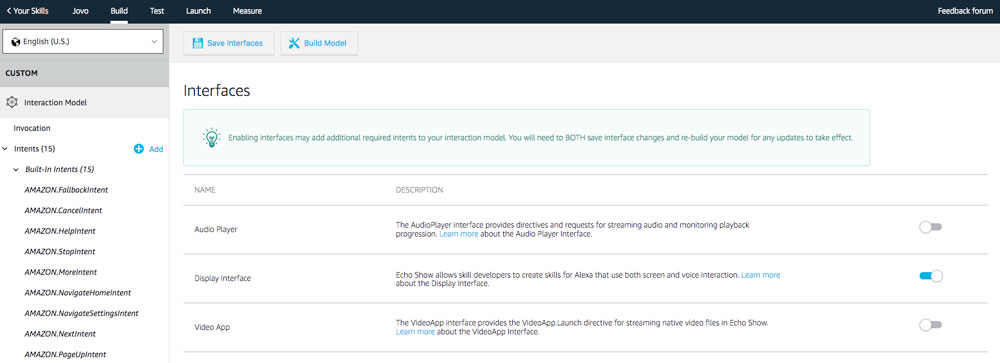 Your Skills Jovo Build Test Launch Measure Feedback forum
English (U.S.)
Save Interfaces Build Model
CUSTOM
Interaction Model
Invocation
Intents (15) Add
Built-In Intents (15)
AMAZON.FallbackIntent
AMAZON.CancelIntent
AMAZON.HelpIntent
AMAZON.StopIntent
AMAZON.MoreIntent
AMAZON.NavigateHomeIntent
AMAZON.NavigateSettingsIntent
AMAZON.NextIntent
AMAZON.PageUpIntent
Interfaces
Enabling interfaces may add additional required intents to your interaction model. You will need to BOTH save interface changes and re-build your model for any updates to take effect.
NAME DESCRIPTION
Audio Player
The AudioPlayer interface provides directives and requests for streaming audio and monitoring playback
progression. Learn more about the Audio Player Interface.
Display Interface
Echo Show allows skill developers to create skills for Alexa that use both screen and voice interaction. Learn more
about the Display Interface.
Video App
The VideoApp interface provides the VideoApp.Launch directive for streaming native video files in Echo Show.
Learn more about the VideoApp Interface.